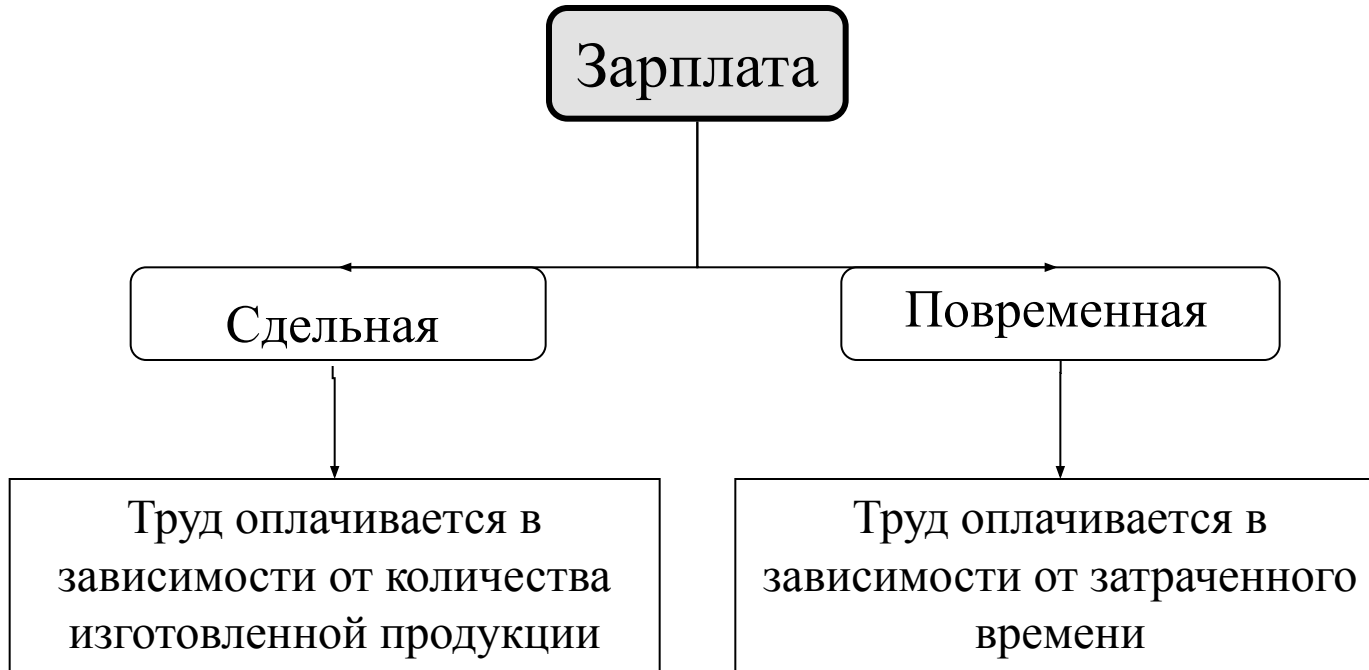 Зарплата
Сдельная
Повременная
Труд оплачивается в
зависимости от количества
изготовленной продукции
Труд оплачивается в
зависимости от затраченного
времени